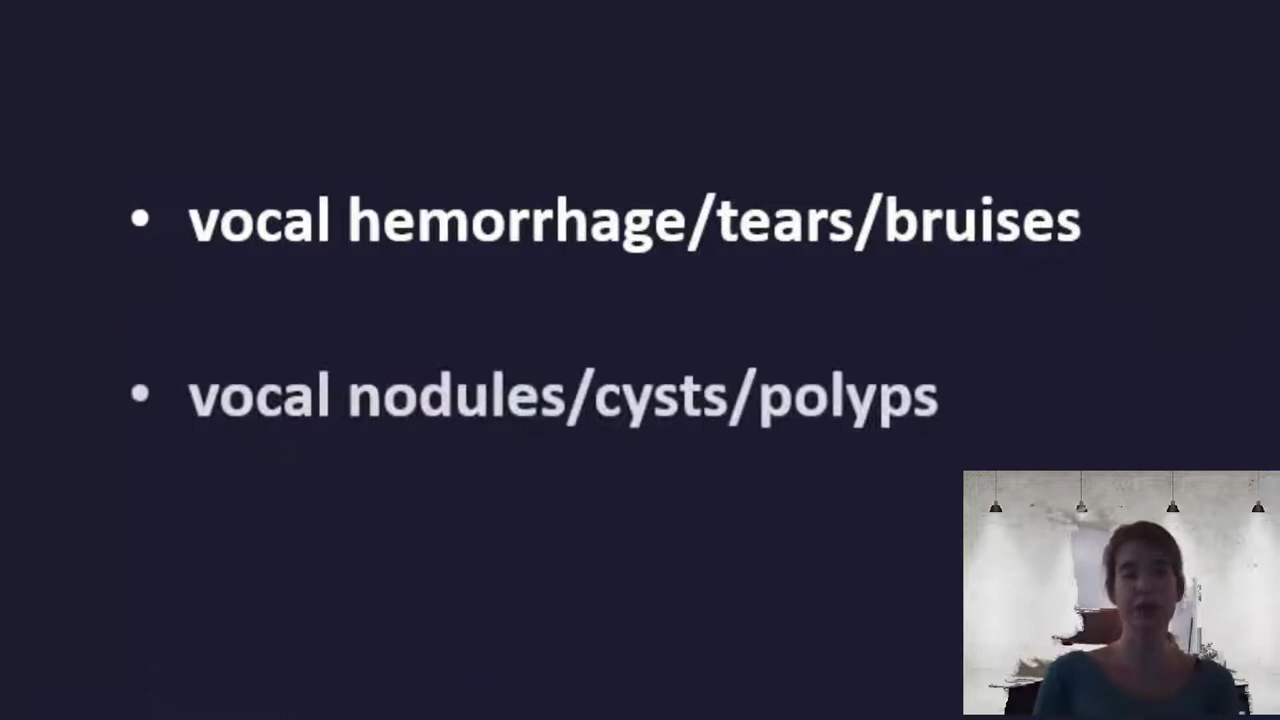 • vocal hemorrhage/tears/bruises
• vocal nodules/cysts/polyps